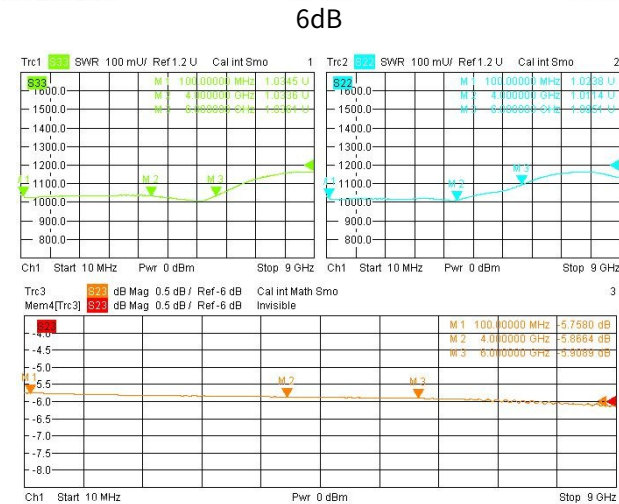 6dB
Trc1 S33 SWR 100 mU/ Ref 1.2 U Cal int Smo 1
S33
M 1 100.00000 MHz 1.0345 U
M 2 4.000000 GHz 1.0336 U
1600.0
1500.0
1400.0
1300.0
1200.0
1100.0
1000.0
900.0
800.0
M 2
M 3
Ch1 Start 10 MHz Pwr 0 dBm Stop 9 GHz
Trc2 S22 SWR 100 mU/ Ref 1.2 U Cal int Smo 2
S22
M 1 100.00000 MHz 1.0238 U
M 2 4.000000 GHz 1.0114 U
1600.0
1500.0
1400.0
1300.0
1200.0
1100.0
1000.0
900.0
800.0
M 2
M 3
Ch1 Start 10 MHz Pwr 0 dBm Stop 9 GHz
Trc3 S23 dB Mag 0.5 dB/ Ref -6 dB Cal int Math Smo 3
Mem4[Trc3] S23 dB Mag 0.5 dB/ Ref -6 dB Invisible
S23
M 1 100.00000 MHz -5.7580 dB
M 2 4.000000 GHz -5.8664 dB
M 3 6.000000 GHz -5.9089 dB
-4.0
-4.5
-5.0
-5.5
-6.0
-6.5
-7.0
-7.5
-8.0
M 1
M 2
M 3
Ch1 Start 10 MHz Pwr 0 dBm Stop 9 GHz